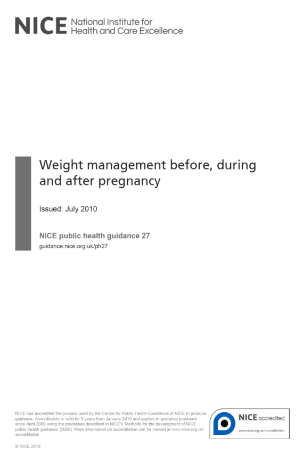 NICE National Institute for
Health and Care Excellence
Weight management before, during
and after pregnancy
Issued: July 2010
NICE public health guidance 27
guidance.nice.org.uk/ph27
NICE has accredited the process used by the Centre for Public Health Excellence at NICE to produce
guidance. Accreditation is valid for 5 years from January 2010 and applies to guidance produced
since April 2009 using the processes described in NICE's 'Methods for the development of NICE
public health guidance' (2009). More information on accreditation can be viewed at www.nice.org.uk/
accreditation
NICE accredited
www.nice.org.uk/accreditation
© NICE 2010